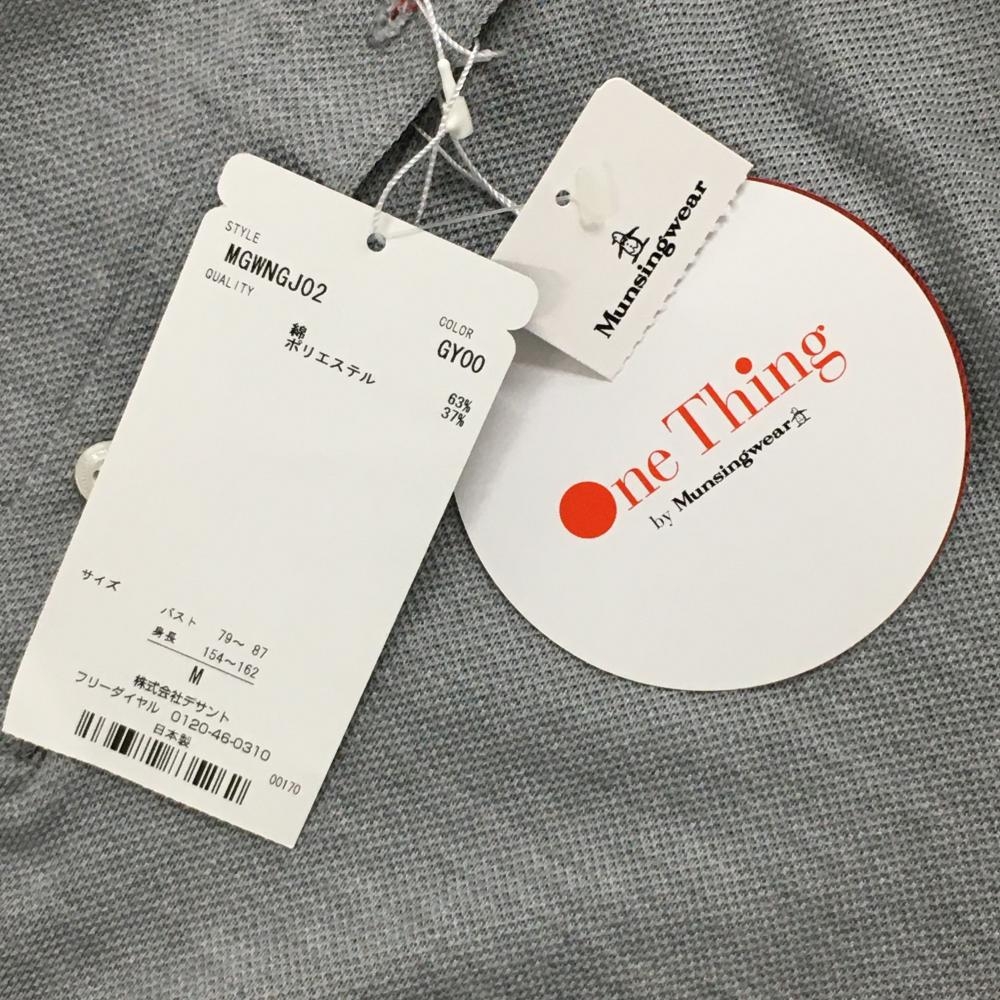 STYLE
MGWNGJ02
QUALITY
COLOR
GY00
綿 63%
ポリエステル 37%
サイズ
バスト 79〜 87
身長 154〜162
M
株式会社デサント
フリーダイヤル 0120-46-0310
日本製
00170
Munsingwear
One Thing
by Munsingwear